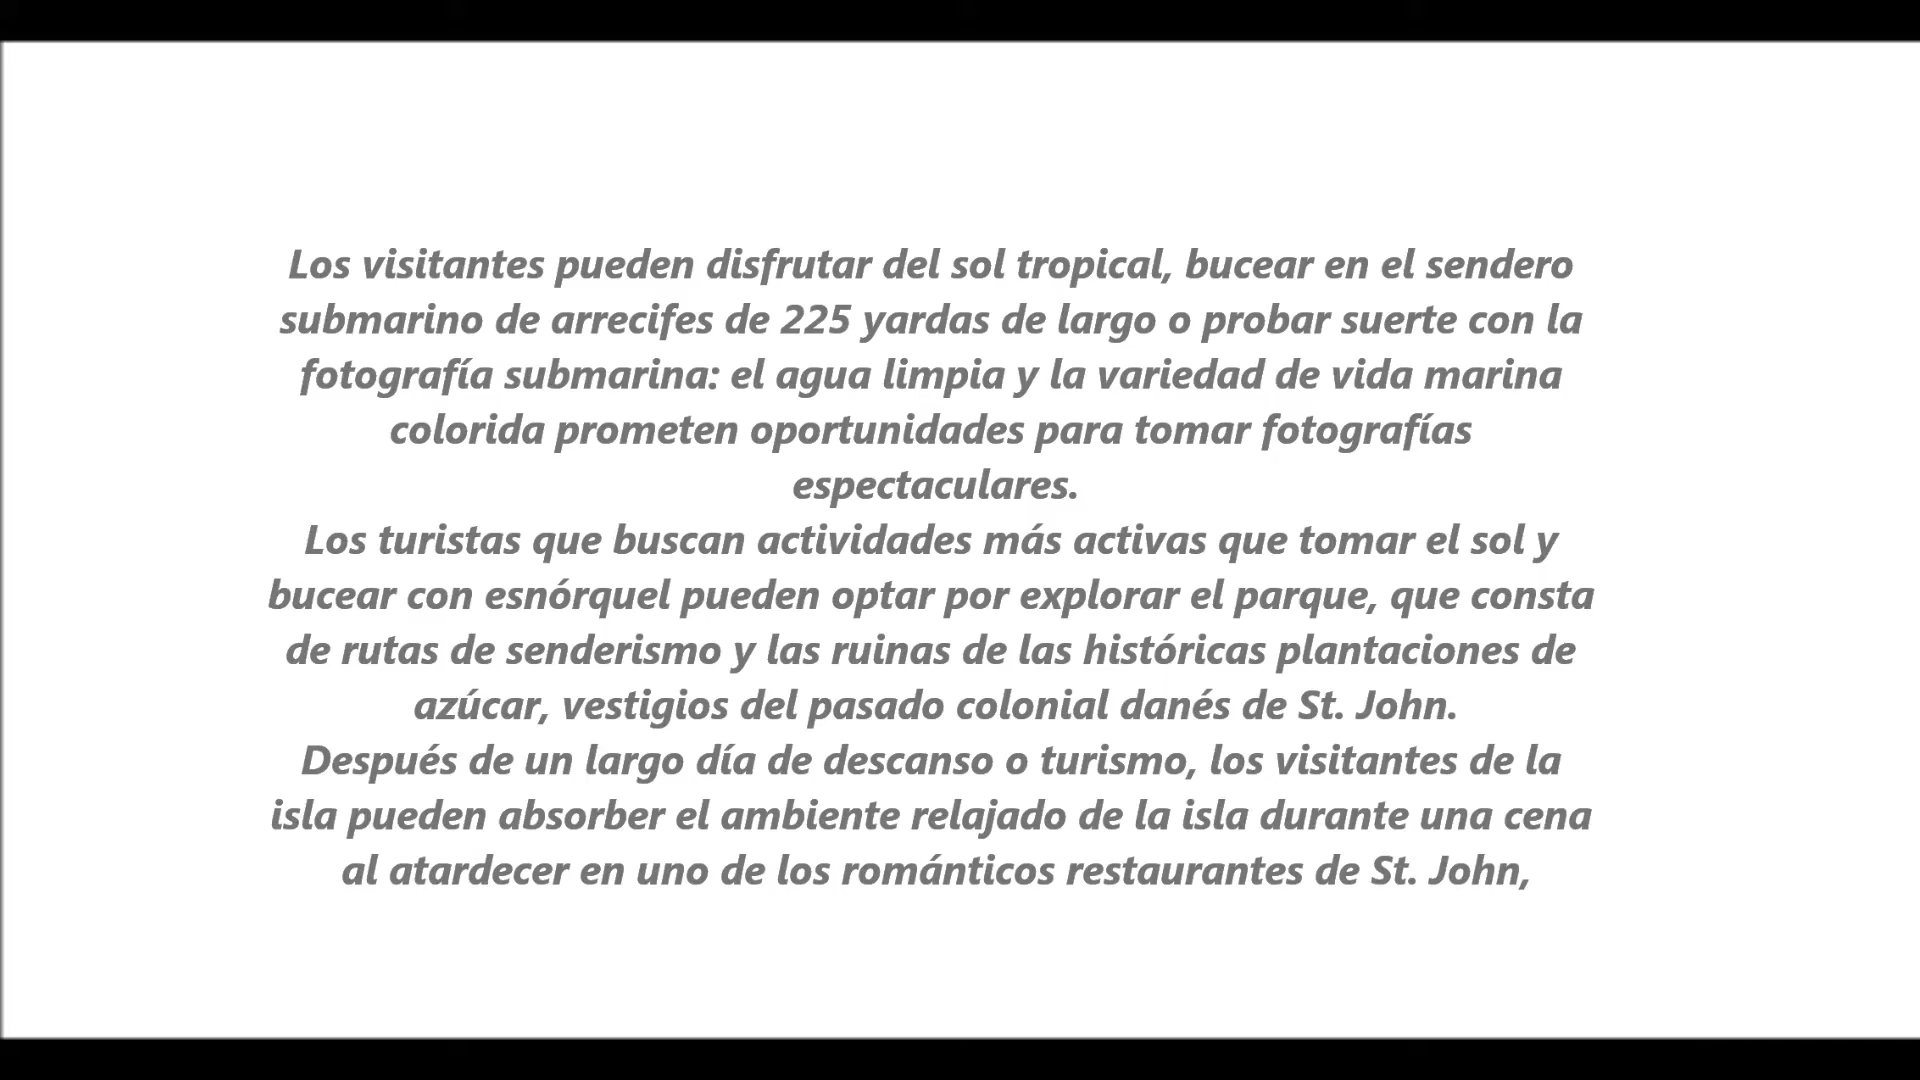 Los visitantes pueden disfrutar del sol tropical, bucear en el sendero
submarino de arrecifes de 225 yardas de largo o probar suerte con la
fotografía submarina: el agua limpia y la variedad de vida marina
colorida prometen oportunidades para tomar fotografías
espectaculares.
Los turistas que buscan actividades más activas que tomar el sol y
bucear con esnórquel pueden optar por explorar el parque, que consta
de rutas de senderismo y las ruinas de las históricas plantaciones de
azúcar, vestigios del pasado colonial danés de St. John.
Después de un largo día de descanso o turismo, los visitantes de la
isla pueden absorber el ambiente relajado de la isla durante una cena
al atardecer en uno de los románticos restaurantes de St. John,